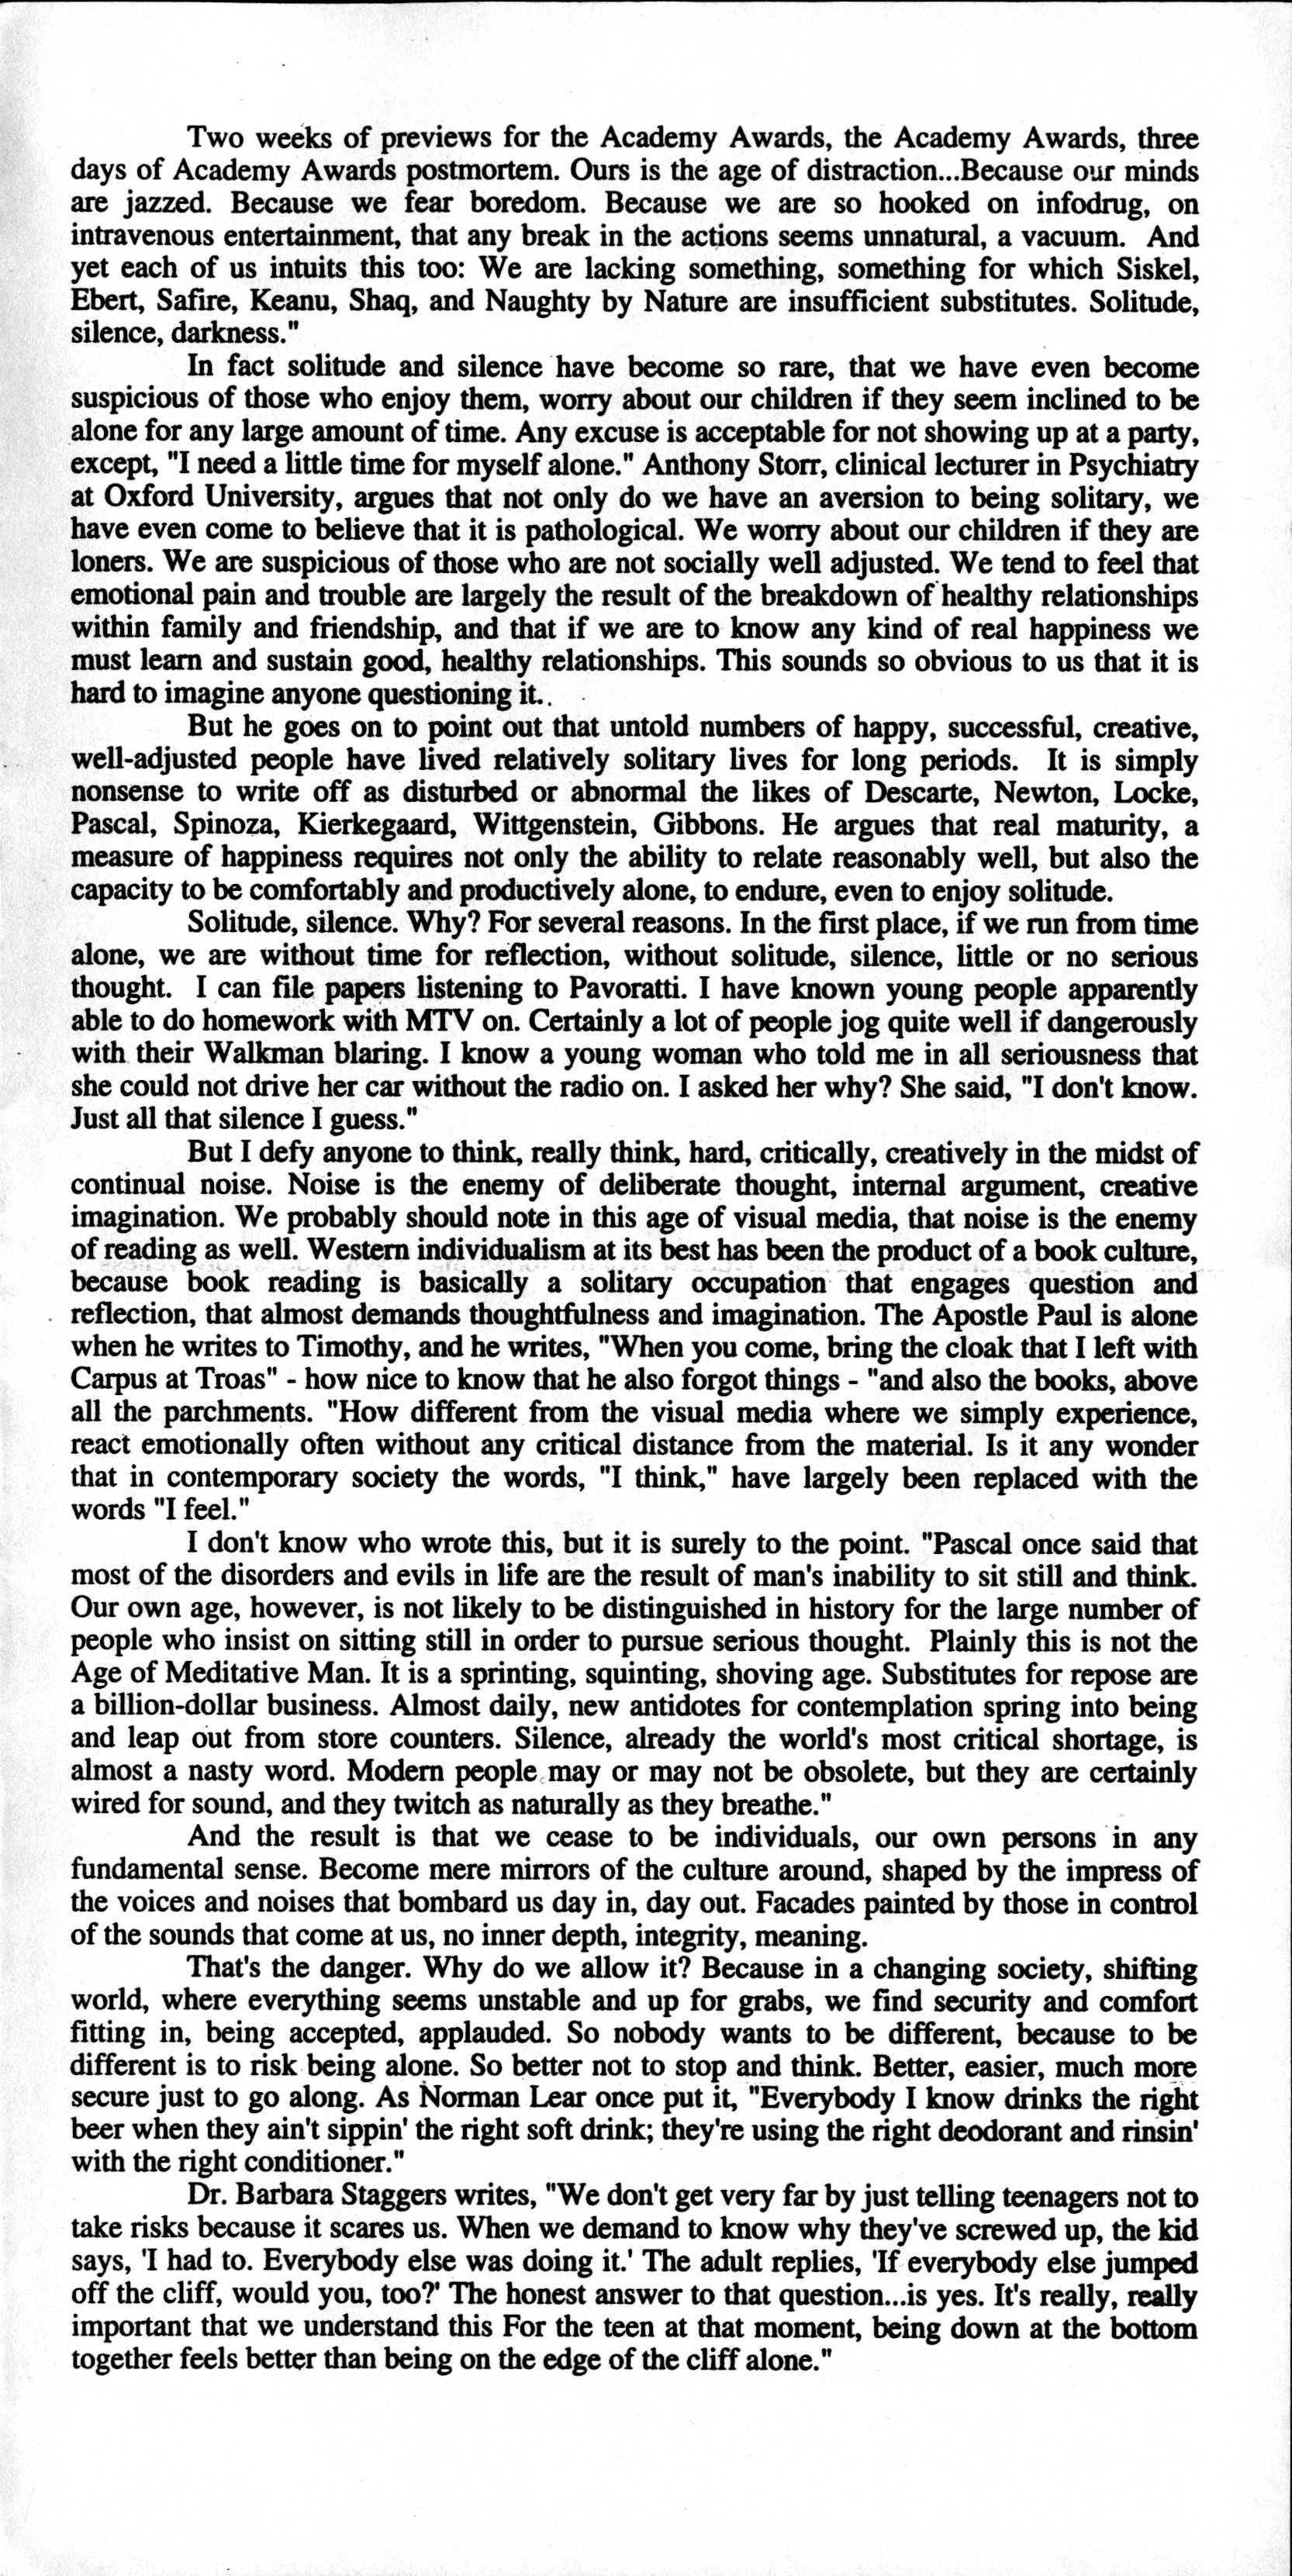 Two weeks of previews for the Academy Awards, the Academy Awards, three
days of Academy Awards postmortem. Ours is the age of distraction...Because our minds
are jazzed. Because we fear boredom. Because we are so hooked on infodrug, on
intravenous entertainment, that any break in the actions seems unnatural, a vacuum. And
yet each of us intuits this too: We are lacking something, something for which Siskel,
Ebert, Safire, Keanu, Shaq, and Naughty by Nature are insufficient substitutes. Solitude,
silence, darkness."
In fact solitude and silence have become so rare, that we have even become
suspicious of those who enjoy them, worry about our children if they seem inclined to be
alone for any large amount of time. Any excuse is acceptable for not showing up at a party,
except, "I need a little time for myself alone." Anthony Storr, clinical lecturer in Psychiatry
at Oxford University, argues that not only do we have an aversion to being solitary, we
have even come to believe that it is pathological. We worry about our children if they are
loners. We are suspicious of those who are not socially well adjusted. We tend to feel that
emotional pain and trouble are largely the result of the breakdown of healthy relationships
within family and friendship, and that if we are to know any kind of real happiness we
must learn and sustain good, healthy relationships. This sounds so obvious to us that it is
hard to imagine anyone questioning it..
But he goes on to point out that untold numbers of happy, successful, creative,
well-adjusted people have lived relatively solitary lives for long periods. It is simply
nonsense to write off as disturbed or abnormal the likes of Descarte, Newton, Locke,
Pascal, Spinoza, Kierkegaard, Wittgenstein, Gibbons. He argues that real maturity, a
measure of happiness requires not only the ability to relate reasonably well, but also the
capacity to be comfortably and productively alone, to endure, even to enjoy solitude.
Solitude, silence. Why? For several reasons. In the first place, if we run from time
alone, we are without time for reflection, without solitude, silence, little or no serious
thought. I can file papers listening to Pavoratti. I have known young people apparently
able to do homework with MTV on. Certainly a lot of people jog quite well if dangerously
with their Walkman blaring. I know a young woman who told me in all seriousness that
she could not drive her car without the radio on. I asked her why? She said, "I don't know.
Just all that silence I guess."
But I defy anyone to think, really think, hard, critically, creatively in the midst of
continual noise. Noise is the enemy of deliberate thought, internal argument, creative
imagination. We probably should note in this age of visual media, that noise is the enemy
of reading as well. Western individualism at its best has been the product of a book culture,
because book reading is basically a solitary occupation that engages question and
reflection, that almost demands thoughtfulness and imagination. The Apostle Paul is alone
when he writes to Timothy, and he writes, "When you come, bring the cloak that I left with
Carpus at Troas" - how nice to know that he also forgot things - "and also the books, above
all the parchments. "How different from the visual media where we simply experience,
react emotionally often without any critical distance from the material. Is it any wonder
that in contemporary society the words, "I think," have largely been replaced with the
words "I feel."
I don't know who wrote this, but it is surely to the point. "Pascal once said that
most of the disorders and evils in life are the result of man's inability to sit still and think.
Our own age, however, is not likely to be distinguished in history for the large number of
people who insist on sitting still in order to pursue serious thought. Plainly this is not the
Age of Meditative Man. It is a sprinting, squinting, shoving age. Substitutes for repose are
a billion-dollar business. Almost daily, new antidotes for contemplation spring into being
and leap out from store counters. Silence, already the world's most critical shortage, is
almost a nasty word. Modern people may or may not be obsolete, but they are certainly
wired for sound, and they twitch as naturally as they breathe."
And the result is that we cease to be individuals, our own persons in any
fundamental sense. Become mere mirrors of the culture around, shaped by the impress of
the voices and noises that bombard us day in, day out. Facades painted by those in control
of the sounds that come at us, no inner depth, integrity, meaning.
That's the danger. Why do we allow it? Because in a changing society, shifting
world, where everything seems unstable and up for grabs, we find security and comfort
fitting in, being accepted, applauded. So nobody wants to be different, because to be
different is to risk being alone. So better not to stop and think. Better, easier, much more
secure just to go along. As Norman Lear once put it, "Everybody I know drinks the right
beer when they ain't sippin' the right soft drink; they're using the right deodorant and rinsin'
with the right conditioner."
Dr. Barbara Staggers writes, "We don't get very far by just telling teenagers not to
take risks because it scares us. When we demand to know why they've screwed up, the kid
says, 'I had to. Everybody else was doing it.' The adult replies, 'If everybody else jumped
off the cliff, would you, too?' The honest answer to that question...is yes. It's really, really
important that we understand this For the teen at that moment, being down at the bottom
together feels better than being on the edge of the cliff alone."